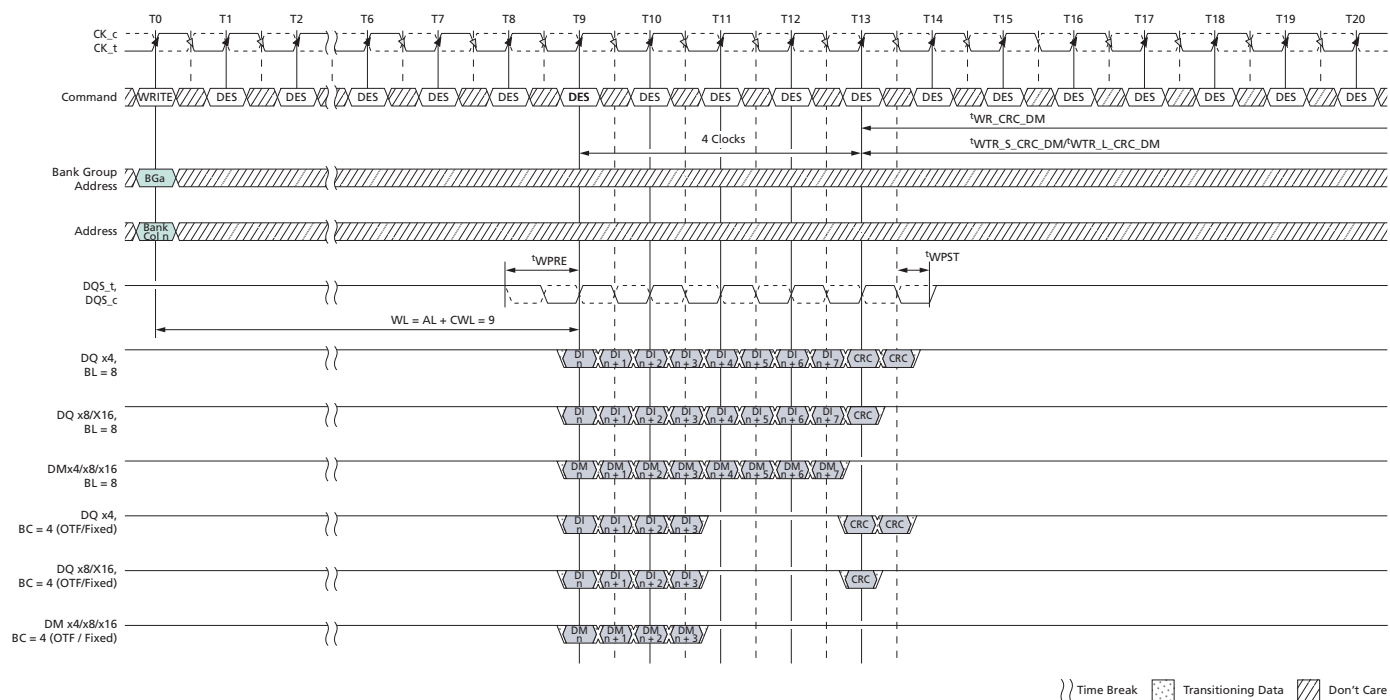 T0 T1 T2 T6 T7 T8 T9 T10 T11 T12 T13 T14 T15 T16 T17 T18 T19 T20
CK_c
CK_t
Command WRITE DES DES DES DES DES DES DES DES DES DES DES DES DES DES DES DES DES
tWR_CRC_DM
4 Clocks
tWTR_S_CRC_DM/tWTR_L_CRC_DM
Bank Group
Address
BGa
Address
Bank
Col n
tWPRE
tWPST
DQS_t,
DQS_c
WL = AL + CWL = 9
DQ x4,
BL = 8
DI DI DI DI DI DI DI DI
n n + 1 n + 2 n + 3 n + 4 n + 5 n + 6 n + 7 CRC CRC
DQ x8/X16,
BL = 8
DI DI DI DI DI DI DI DI
n n + 1 n + 2 n + 3 n + 4 n + 5 n + 6 n + 7 CRC
DMx4/x8/x16
BL = 8
DM DM DM DM DM DM DM DM
n n + 1 n + 2 n + 3 n + 4 n + 5 n + 6 n + 7
DQ x4,
BC = 4 (OTF/Fixed)
DI DI DI DI
n n + 1 n + 2 n + 3 CRC CRC
DQ x8/X16,
BC = 4 (OTF/Fixed)
DI DI DI DI
n n + 1 n + 2 n + 3 CRC
DM x4/x8/x16
BC = 4 (OTF / Fixed)
DM DM DM DM
n n + 1 n + 2 n + 3
Time Break Transitioning Data Don't Care